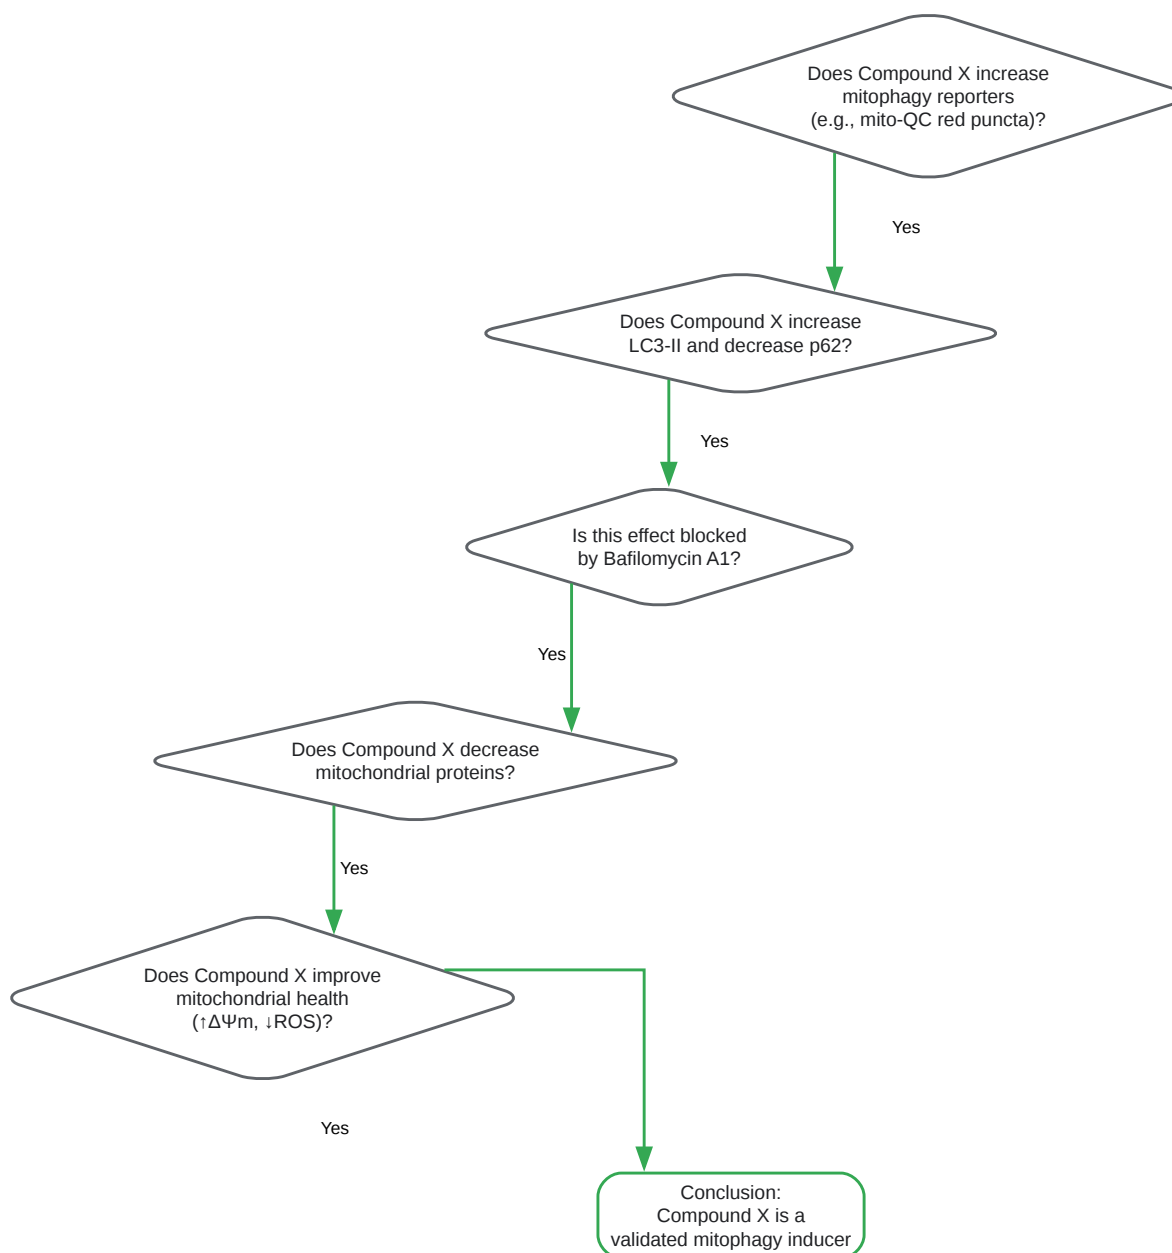 Does Compound X increase
mitophagy reporters
(e.g., mito-QC red puncta)?
Yes
Does Compound X increase
LC3-II and decrease p62?
Yes
Is this effect blocked
by Bafilomycin A1?
Yes
Does Compound X decrease
mitochondrial proteins?
Yes
Does Compound X improve
mitochondrial health
(↑ΔΨm, ↓ROS)?
Yes
Conclusion:
Compound X is a
validated mitophagy inducer